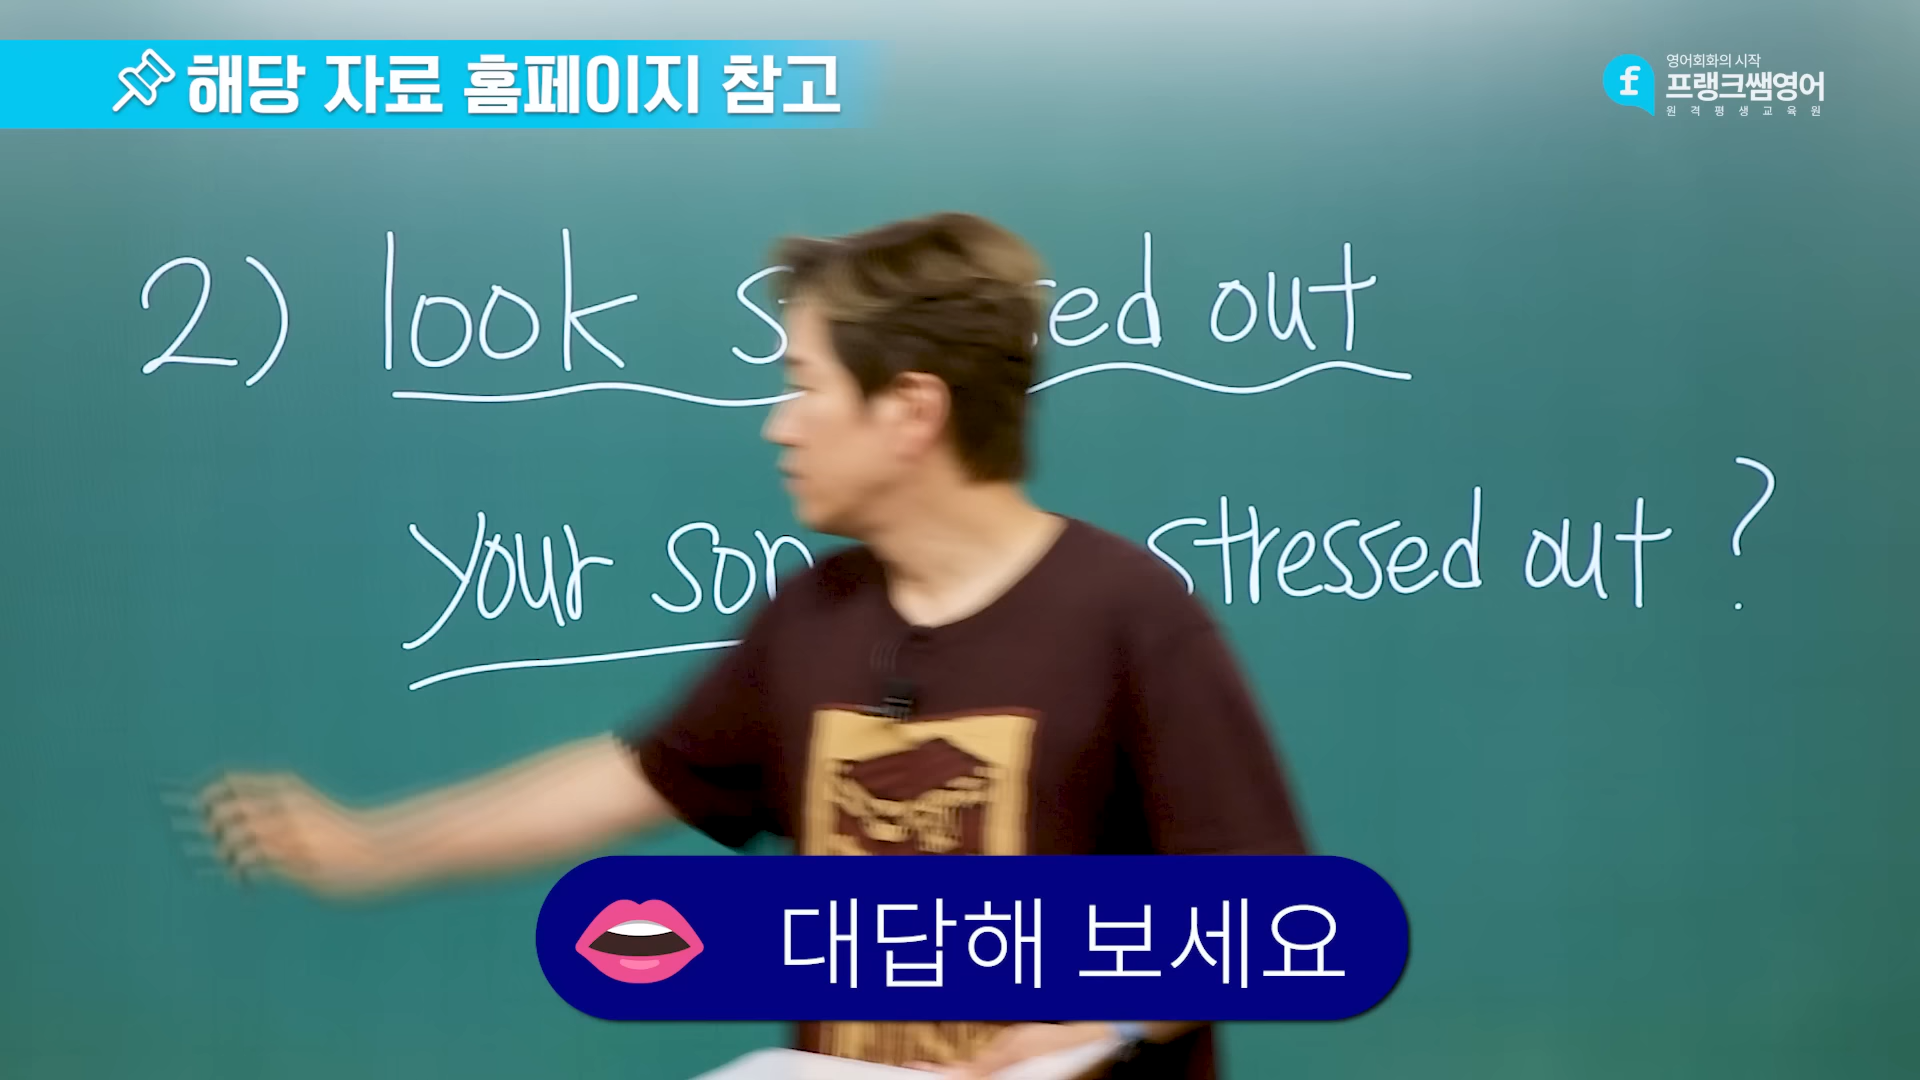 해당 자료 홈페이지 참고
영어회화의 시작
프랭크쌤영어
원격평생교육원
2) look out
your stressed out ?
대답해 보세요